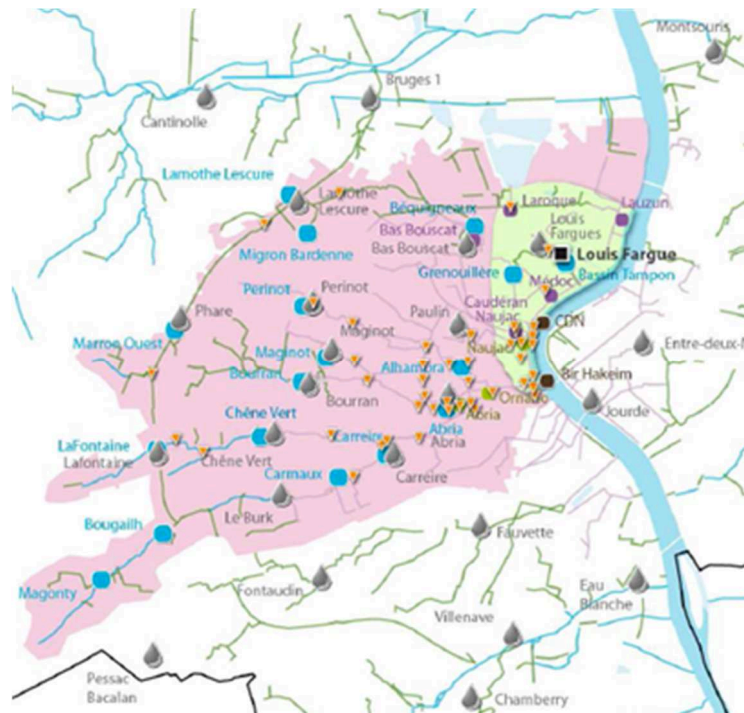 Montsouris
Bruges 1
Cantinolle
Lamothe Lescure
Lamothe
Lescure
Laroque
Lauzun
Béquigneaux
Louis
Fargues
Bas Bouscat
Bas Bouscat
Louis Fargue
Migron Bardenne
Bassin Tampon
Grenouillère
Médoc
Perinot
Perinot
Caudéran
Naujac
Phare
Paulin
CDN
Maginot
Naujac
Marron Ouest
Maginot
Entre-deux-M
Alhambra
Bourran
Bir Hakeim
Bourran
Ornano
Jourde
Chêne Vert
Abria
Abria
Abria
Carreire
LaFontaine
Lafontaine
Chêne Vert
Carreire
Carmaux
Le Burk
Bougailh
Fauvette
Magonty
Fontaudin
Eau
Blanche
Villenave
Pessac
Bacalan
Chamberry